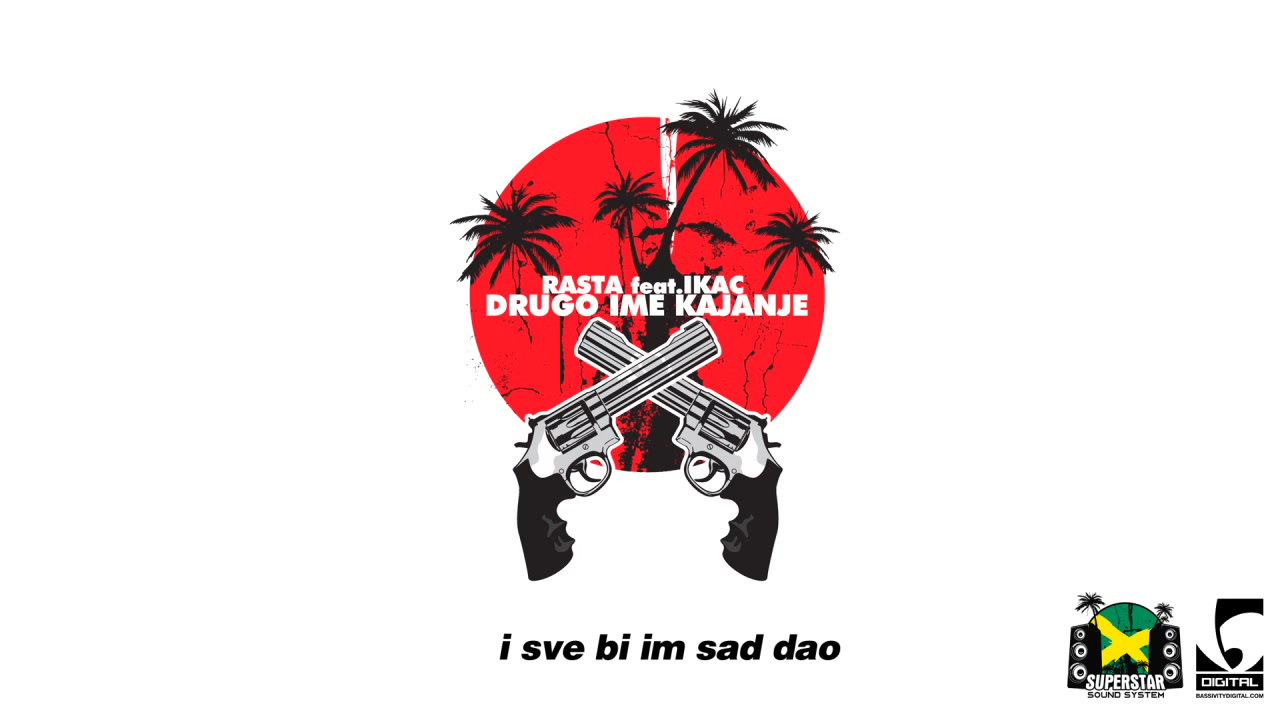 RASTA feat.IKAC
DRUGO IME KAJANJE
i sve bi im sad dao
SUPERSTAR
SOUND SYSTEM
DIGITAL
BASSIVITYDIGITAL.COM